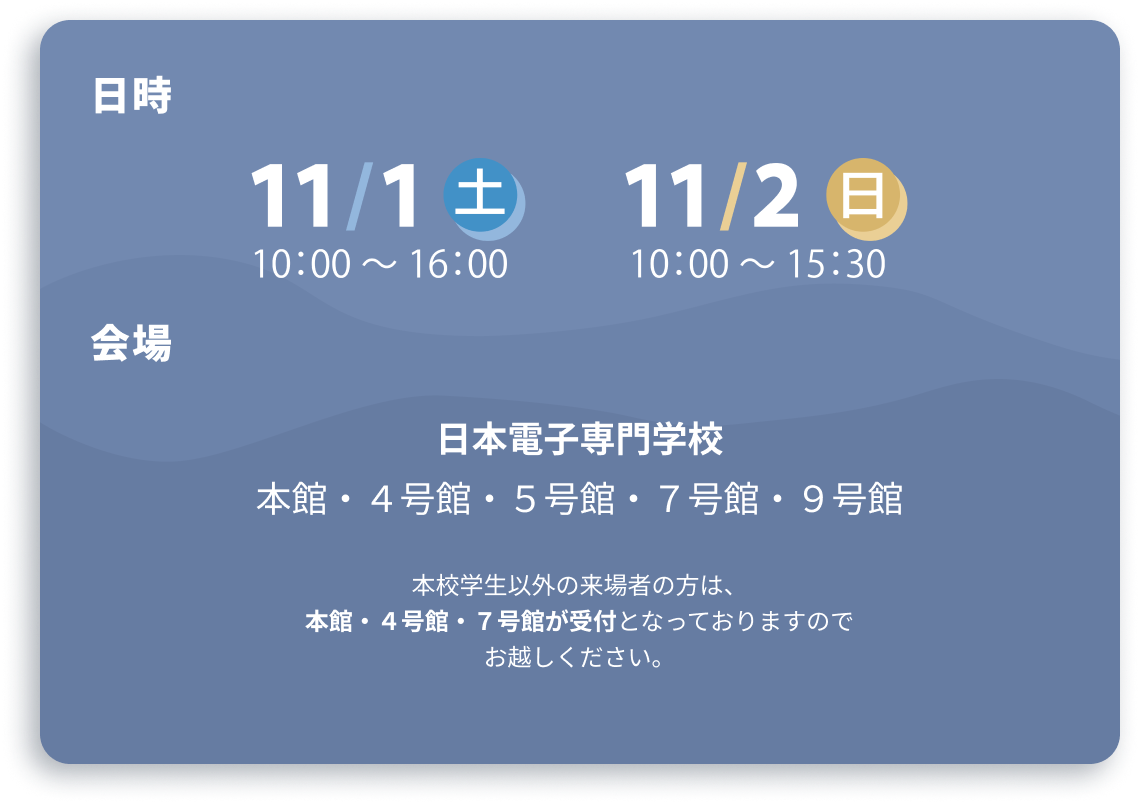 日時
11/1 土
10:00 ～ 16:00
11/2 日
10:00 ～ 15:30
会場
日本電子専門学校
本館・４号館・５号館・７号館・９号館
本校学生以外の来場者の方は、
本館・４号館・７号館が受付となっておりますので
お越しください。